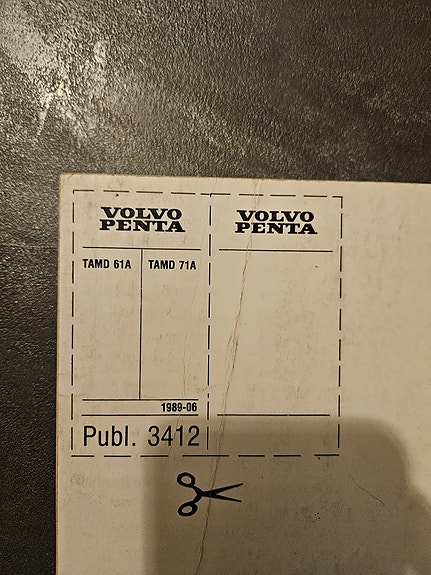 VOLVO
PENTA
TAMD 61A
TAMD 71A
1989-06
Publ. 3412
VOLVO
PENTA